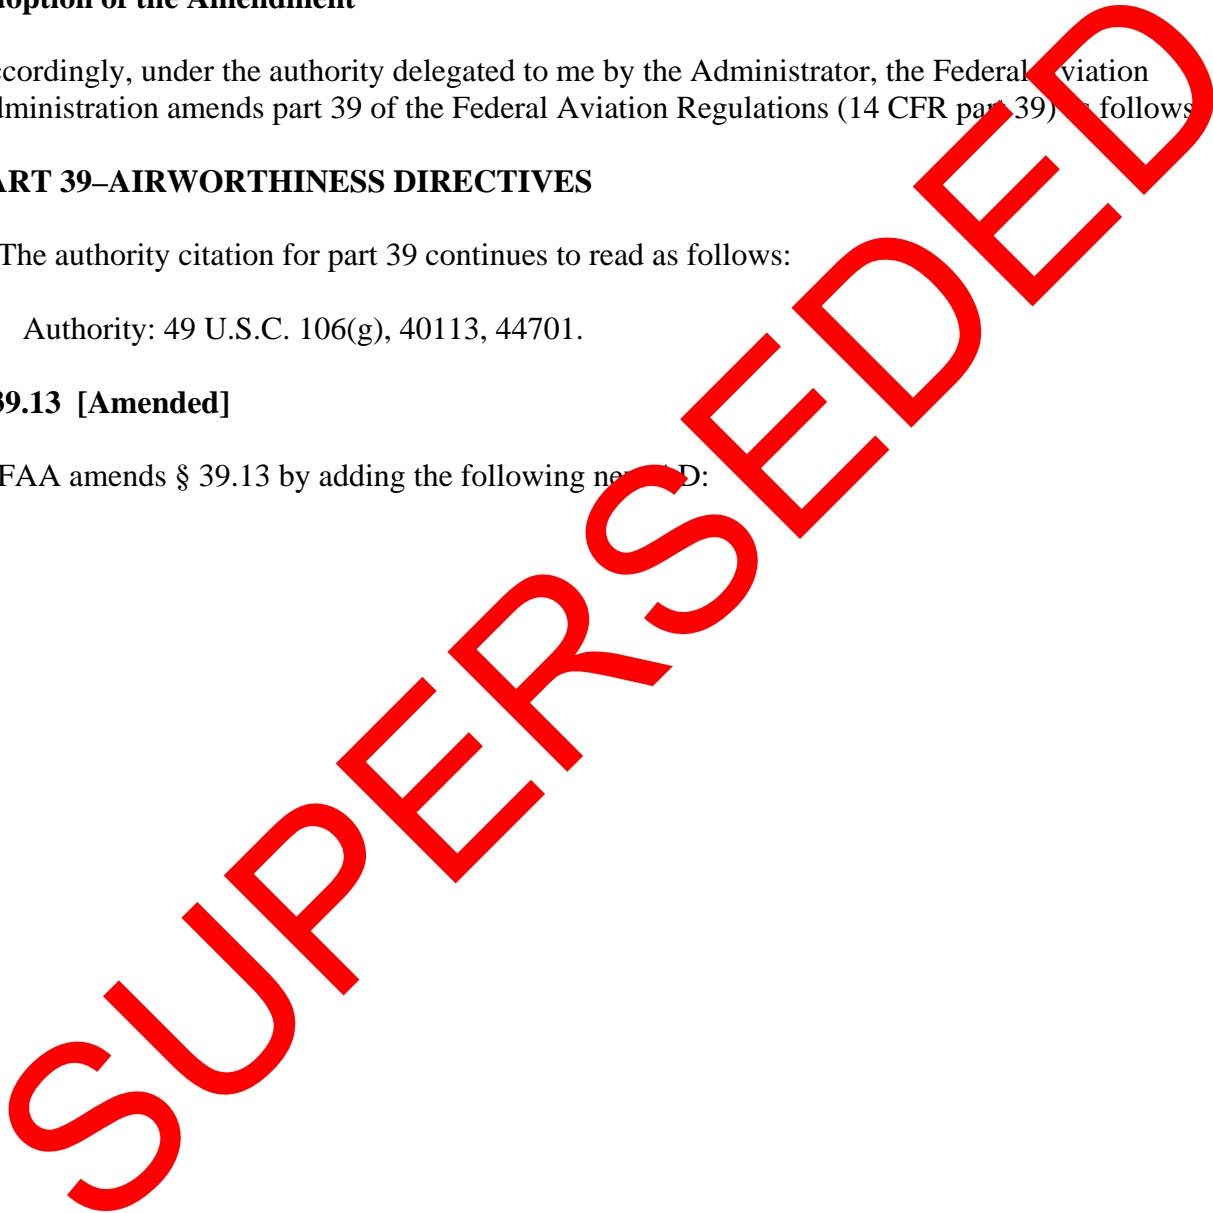 option of the Amendment
ccordingly, under the authority delegated to me by the Administrator, the Federal viation
dministration amends part 39 of the Federal Aviation Regulations (14 CFR part 39) follows
ART 39–AIRWORTHINESS DIRECTIVES
The authority citation for part 39 continues to read as follows:
Authority: 49 U.S.C. 106(g), 40113, 44701.
39.13 [Amended]
FAA amends § 39.13 by adding the following new D:
SUPERSEDED